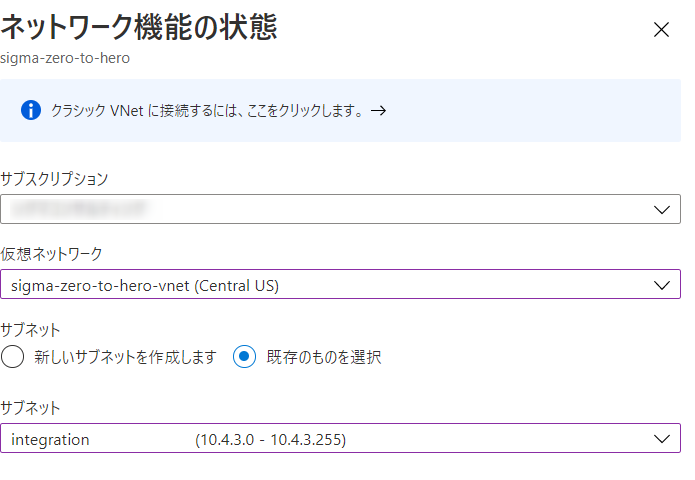 ネットワーク機能の状態
sigma-zero-to-hero
クラシック VNet に接続するには、ここをクリックします。 →
サブスクリプション
仮想ネットワーク
sigma-zero-to-hero-vnet (Central US)
サブネット
新しいサブネットを作成します 既存のものを選択
サブネット
integration (10.4.3.0 - 10.4.3.255)